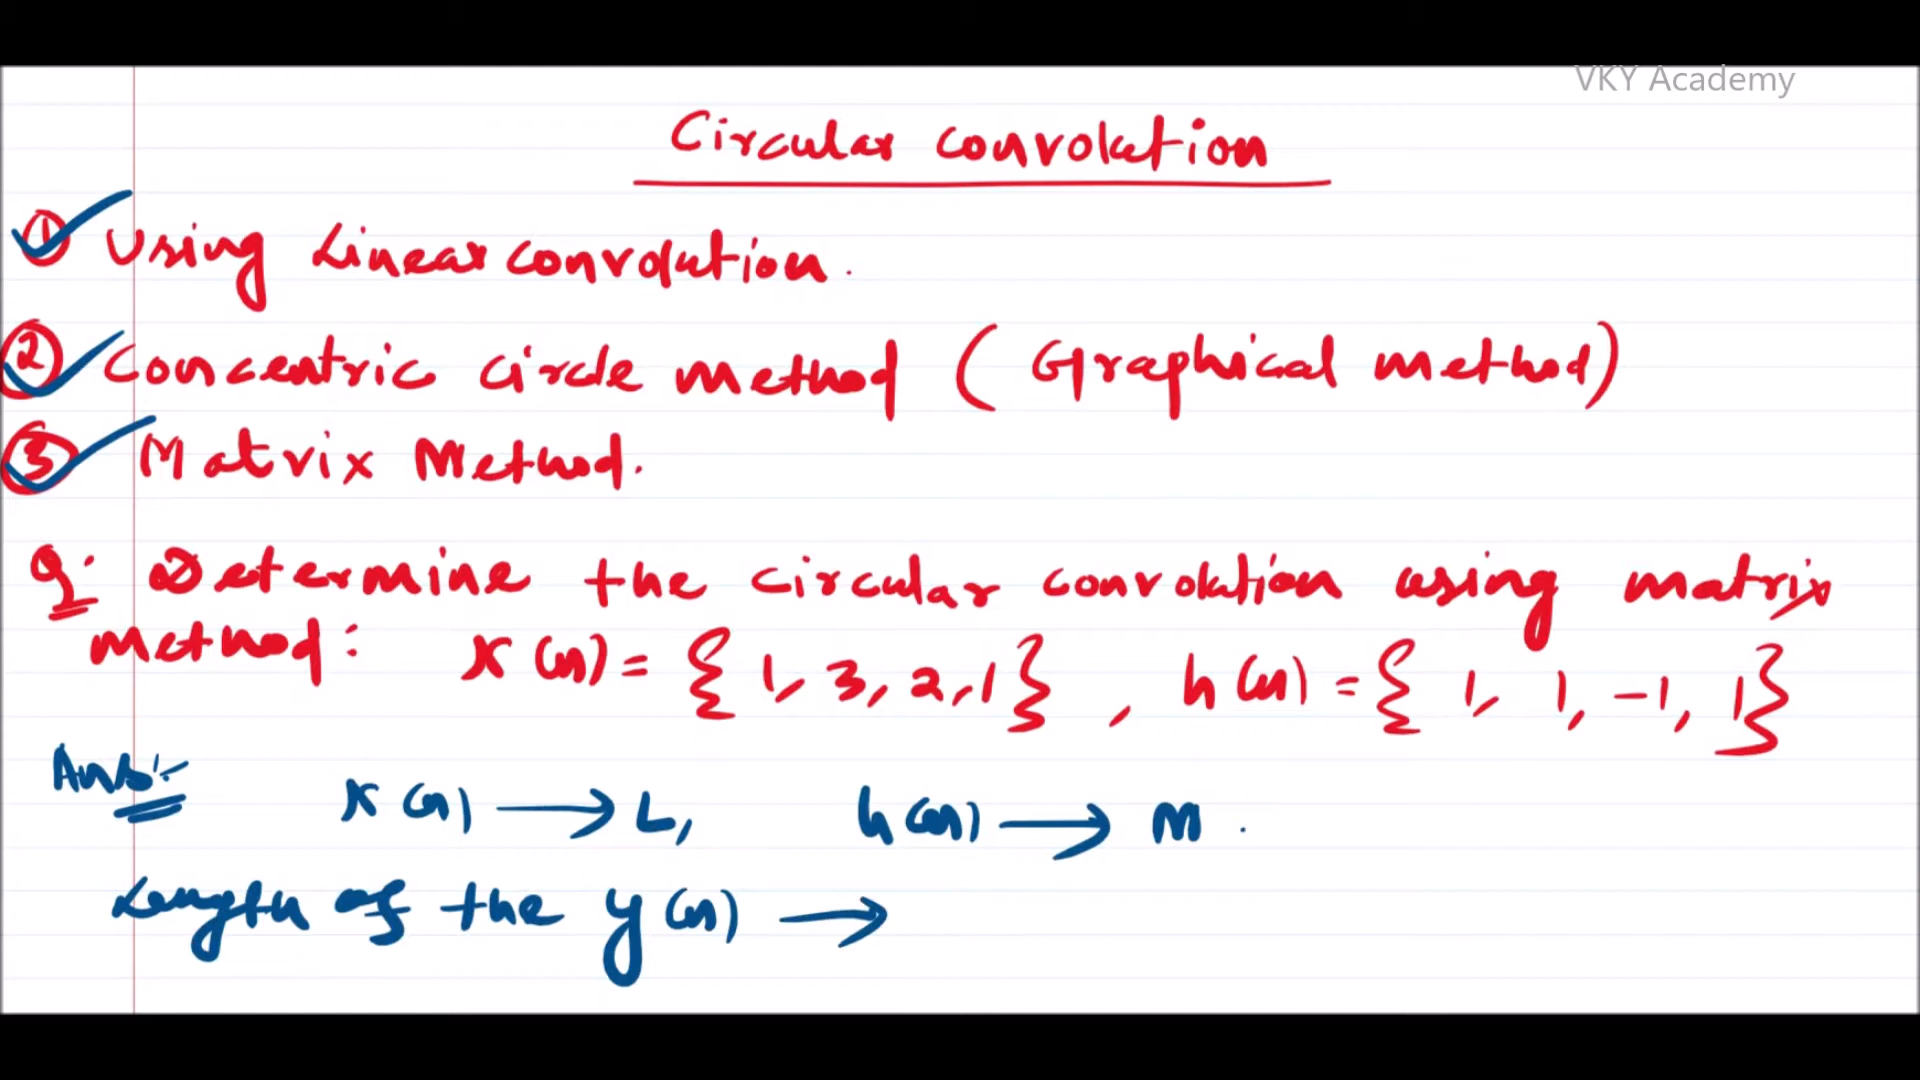 VKY Academy
Circular convolution
① Using Linear convolution.
② Concentric Circle method (Graphical method)
③ Matrix Method.
Q: Determine the circular convolution using matrix
method: x(n) = {1, 3, 2, 1}, h(n) = {1, 1, -1, 1}
Ans:- x(n) → L, h(n) → M.
Length of the y(n) →